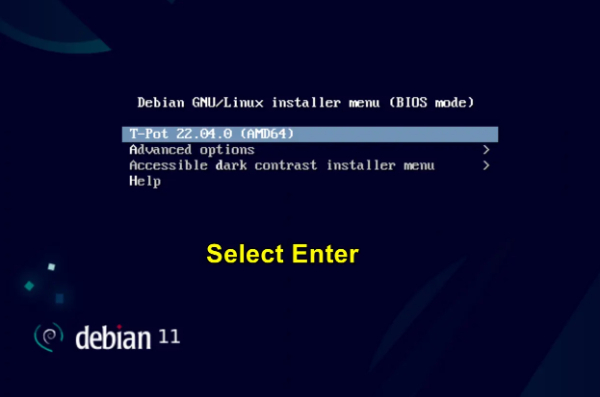 Debian GNU/Linux installer menu (BIOS mode)
T-Pot 22.04.0 (AMD64)
Advanced options >
Accessible dark contrast installer menu >
Help
Select Enter
debian 11